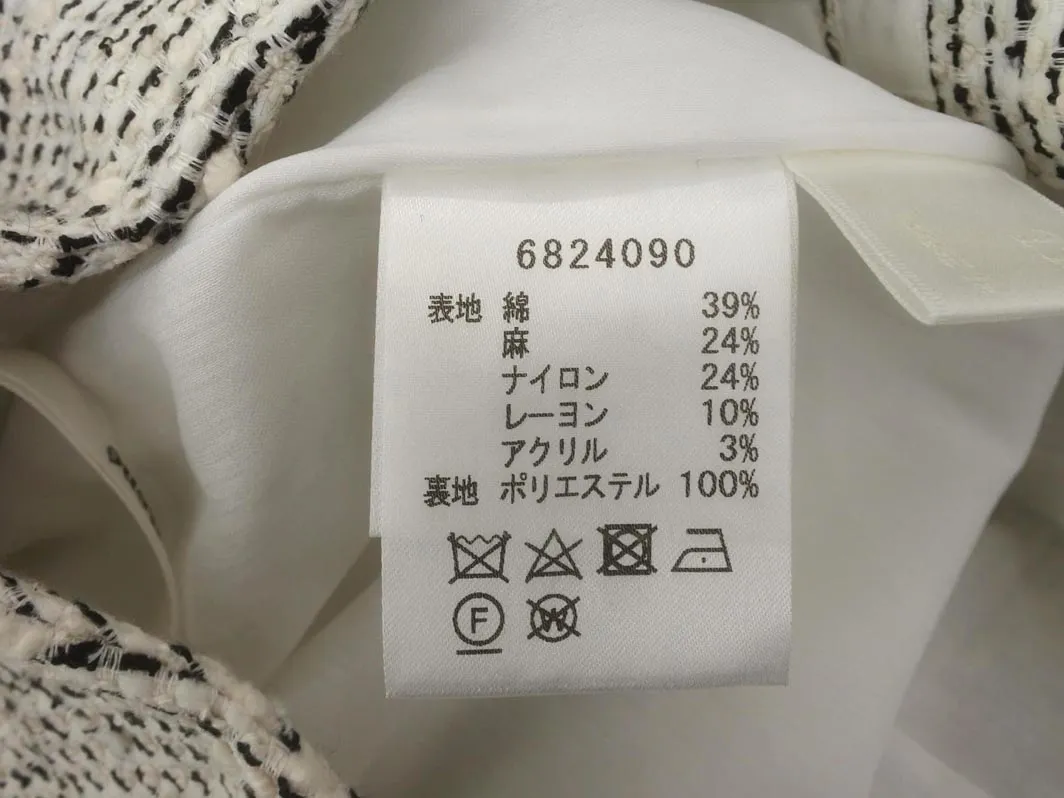 6824090
表地 綿 39%
麻 24%
ナイロン 24%
レーヨン 10%
アクリル 3%
裏地 ポリエステル 100%
F W